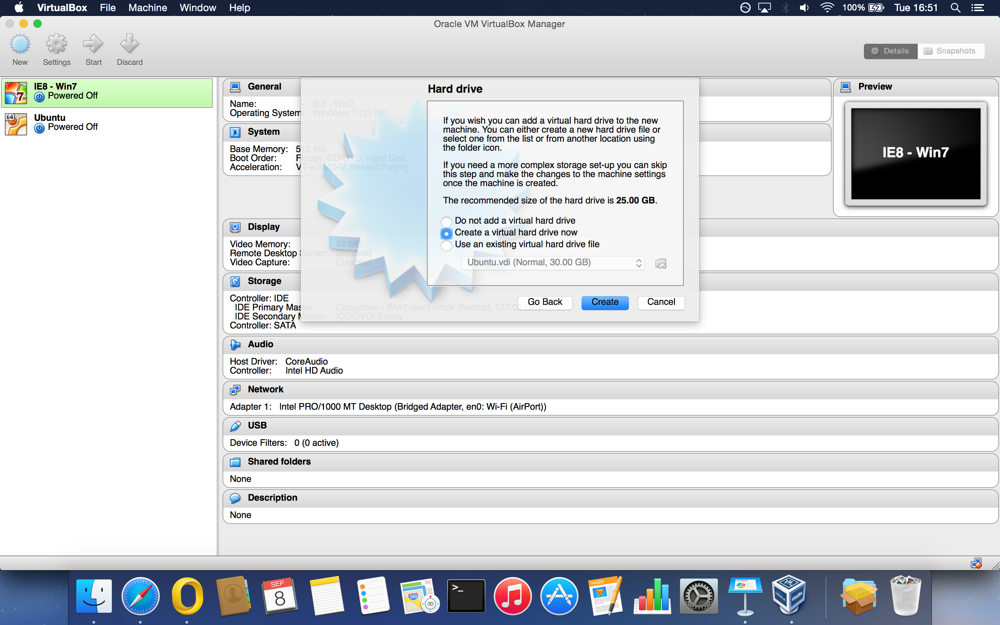 VirtualBox File Machine Window Help 100% Tue 16:51
Oracle VM VirtualBox Manager
New Settings Start Discard
Details Snapshots
IE8 - Win7
Powered Off
64
Ubuntu
Powered Off
General
Name: IE8 - Win7
Operating System: Windows 7 (32 bit)
System
Base Memory: 512 MB
Boot Order: Floppy, CD/DVD, Hard Disk
Acceleration: VT-x/AMD-V, Nested Paging
Display
Video Memory: 27 MB
Remote Desktop Server: Disabled
Video Capture: Disabled
Storage
Controller: IDE
IDE Primary Master: Capgemini - Win7-disk1.vmdk (Normal, 127.00 GB)
IDE Secondary Master: [CD/DVD] Empty
Controller: SATA
Audio
Host Driver: CoreAudio
Controller: Intel HD Audio
Network
Adapter 1: Intel PRO/1000 MT Desktop (Bridged Adapter, en0: Wi-Fi (AirPort))
USB
Device Filters: 0 (0 active)
Shared folders
None
Description
None
Hard drive
If you wish you can add a virtual hard drive to the new
machine. You can either create a new hard drive file or
select one from the list or from another location using
the folder icon.
If you need a more complex storage set-up you can skip
this step and make the changes to the machine settings
once the machine is created.
The recommended size of the hard drive is 25.00 GB.
Do not add a virtual hard drive
Create a virtual hard drive now
Use an existing virtual hard drive file
Ubuntu.vdi (Normal, 30.00 GB)
Go Back Create Cancel
Preview
IE8 - Win7
SEP
8
280
3D
>_
PAGES
KEYNOTE
ORACLE
VirtualBox